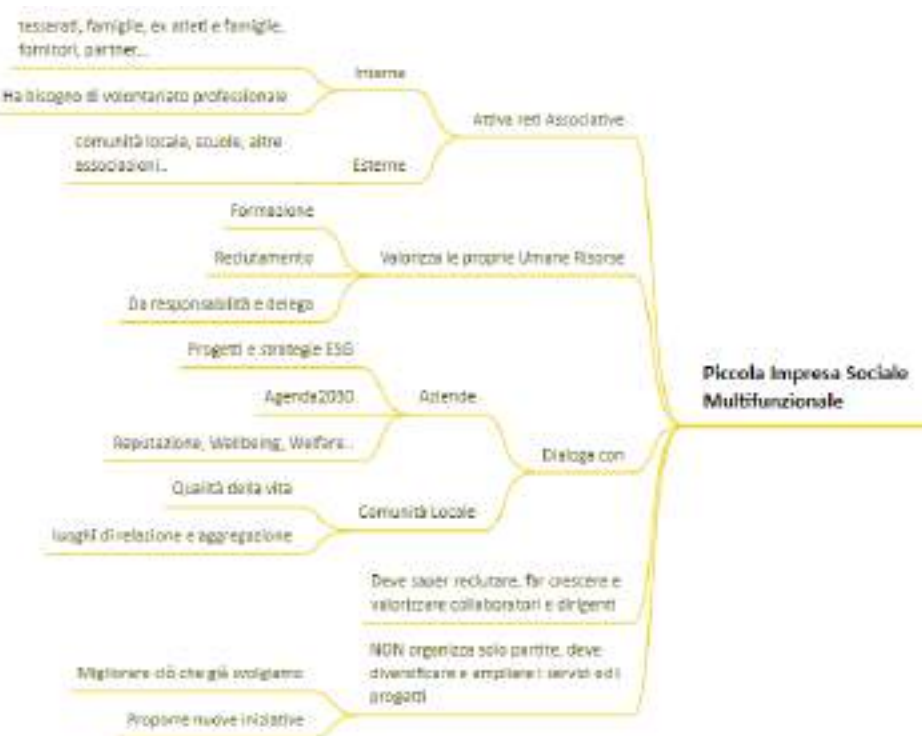 tesserati, famiglie, ex atleti e famiglie,
fornitori, partner...
Interne
Ha bisogno di volontariato professionale
Attiva reti Associative
comunità locale, scuole, altre
associazioni..
Esterne
Formazione
Reclutamento
Valorizza le proprie Umane Risorse
Da responsabilità e delega
Progetti e strategie ESG
Agenda2030
Aziende
Reputazione, Wellbeing, Welfare..
Dialoga con
Qualità della vita
Comunità Locale
luoghi di relazione e aggregazione
Piccola Impresa Sociale
Multifunzionale
Deve saper reclutare, far crescere e
valorizzare collaboratori e dirigenti
NON organizza solo partite, deve
diversificare e ampliare i servizi ed i
progetti
Migliorare ciò che già svolgiamo
Proporre nuove iniziative